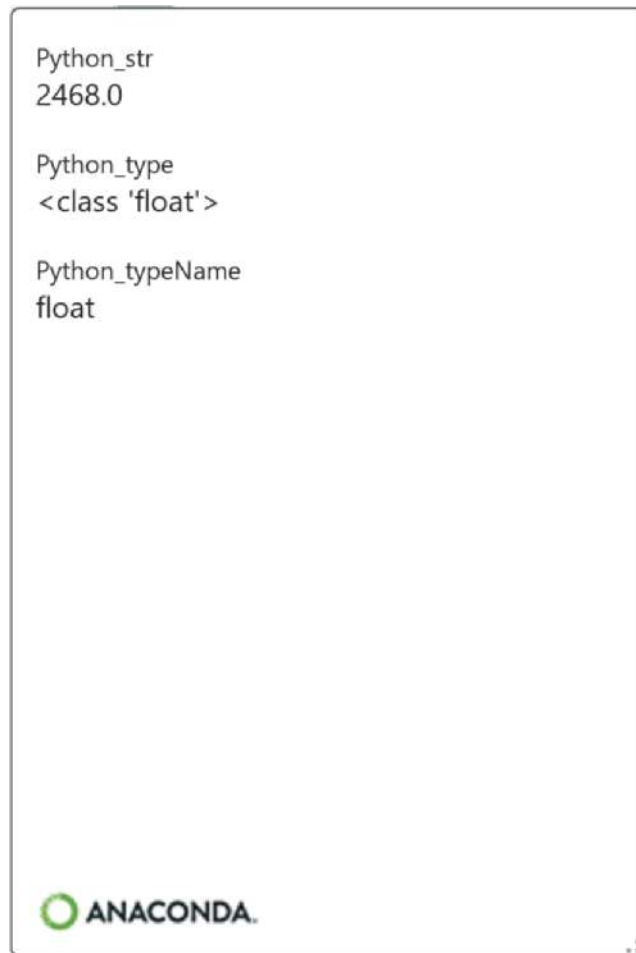 Python_str
2468.0
Python_type
<class 'float'>
Python_typeName
float
ANACONDA.